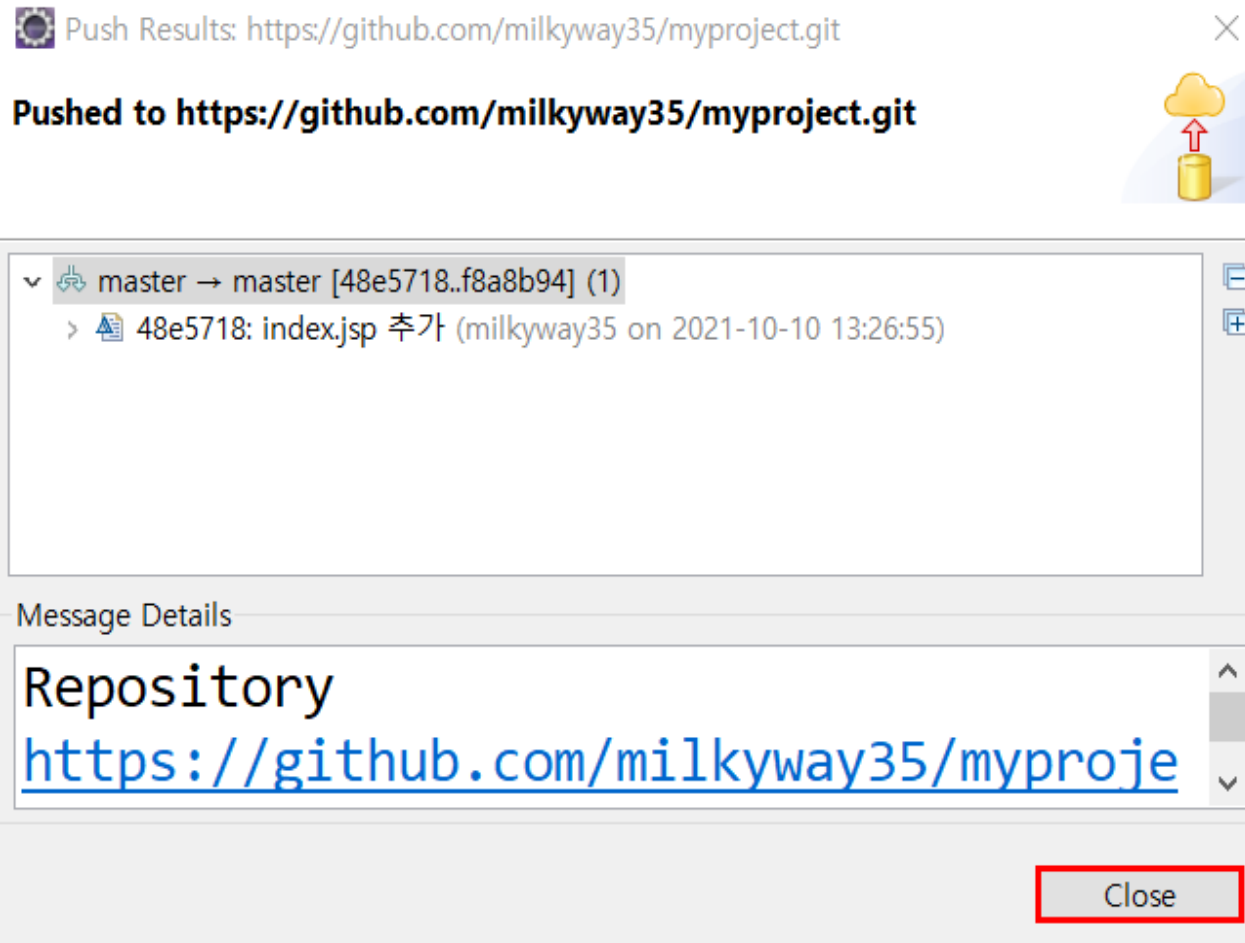 Push Results: https://github.com/milkyway35/myproject.git
Pushed to https://github.com/milkyway35/myproject.git
master → master [48e5718..f8a8b94] (1)
48e5718: index.jsp 추가 (milkyway35 on 2021-10-10 13:26:55)
Message Details
Repository
https://github.com/milkyway35/myproje
Close